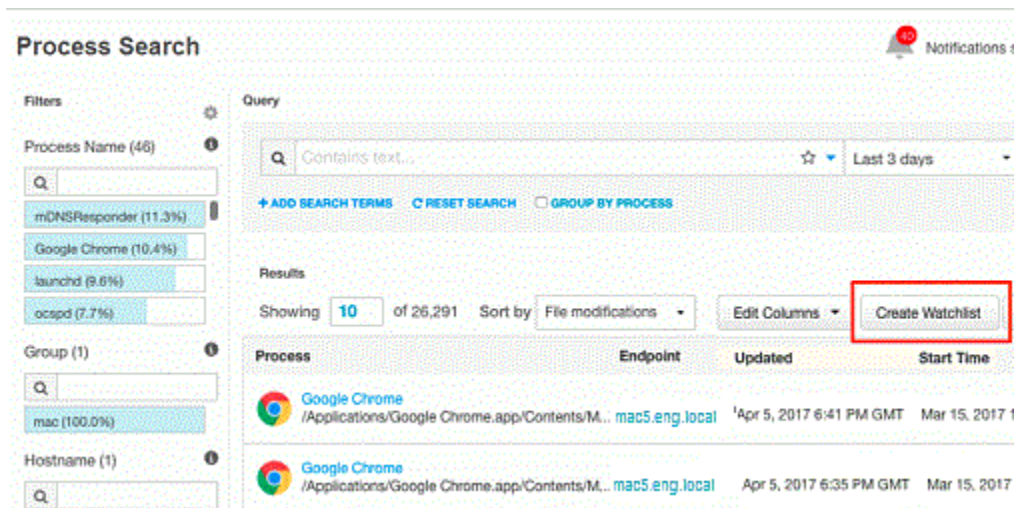 Process Search
40
Notifications
Filters
Query
Process Name (46)
Contains text...
Last 3 days
mDNSResponder (11.3%)
+ ADD SEARCH TERMS
RESET SEARCH
GROUP BY PROCESS
Google Chrome (10.4%)
launchd (9.6%)
Results
ocspd (7.7%)
Showing 10 of 26,291
Sort by File modifications
Edit Columns
Create Watchlist
Group (1)
Process
Endpoint
Updated
Start Time
mac (100.0%)
Google Chrome
/Applications/Google Chrome.app/Contents/M...
mac5.eng.local
Apr 5, 2017 6:41 PM GMT
Mar 15, 2017
Hostname (1)
Google Chrome
/Applications/Google Chrome.app/Contents/M...
mac5.eng.local
Apr 5, 2017 6:35 PM GMT
Mar 15, 2017